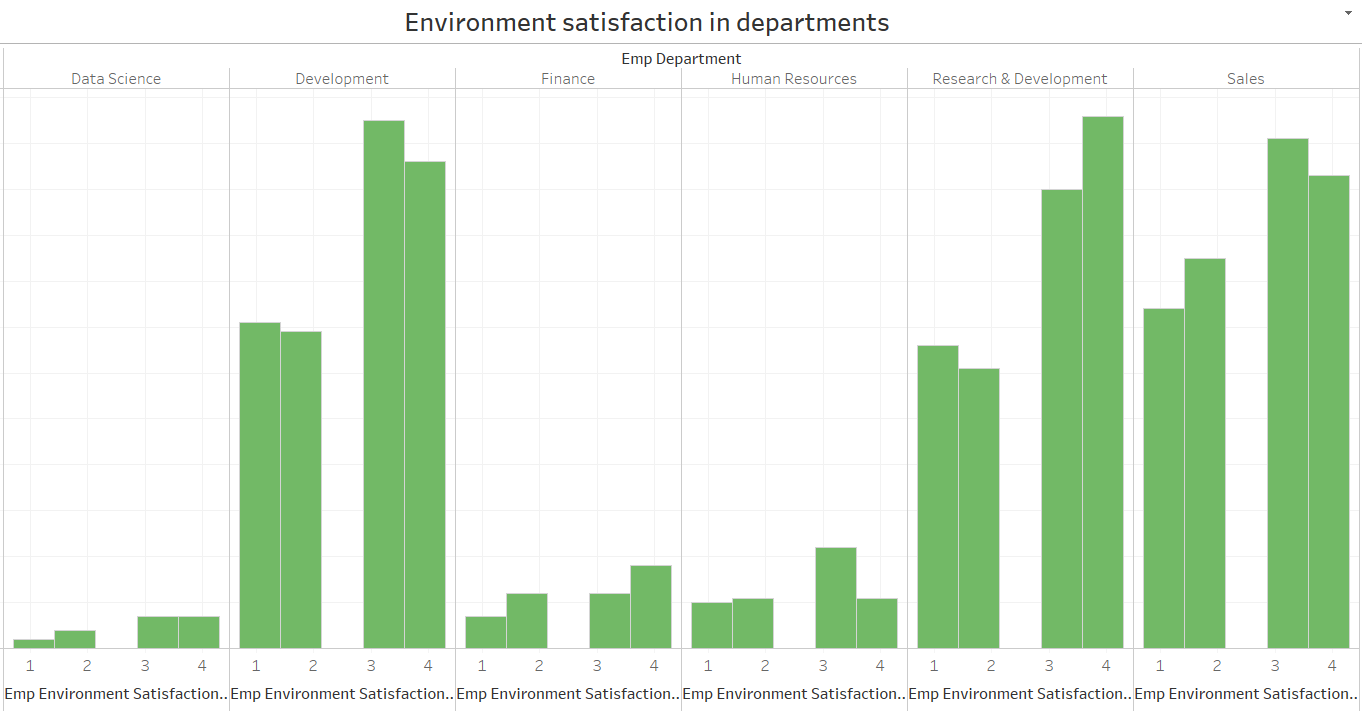 Environment satisfaction in departments
Emp Department
Data Science Development Finance Human Resources Research & Development Sales
1 2 3 4 1 2 3 4 1 2 3 4 1 2 3 4 1 2 3 4 1 2 3 4
Emp Environment Satisfaction.. Emp Environment Satisfaction.. Emp Environment Satisfaction.. Emp Environment Satisfaction.. Emp Environment Satisfaction.. Emp Environment Satisfaction..